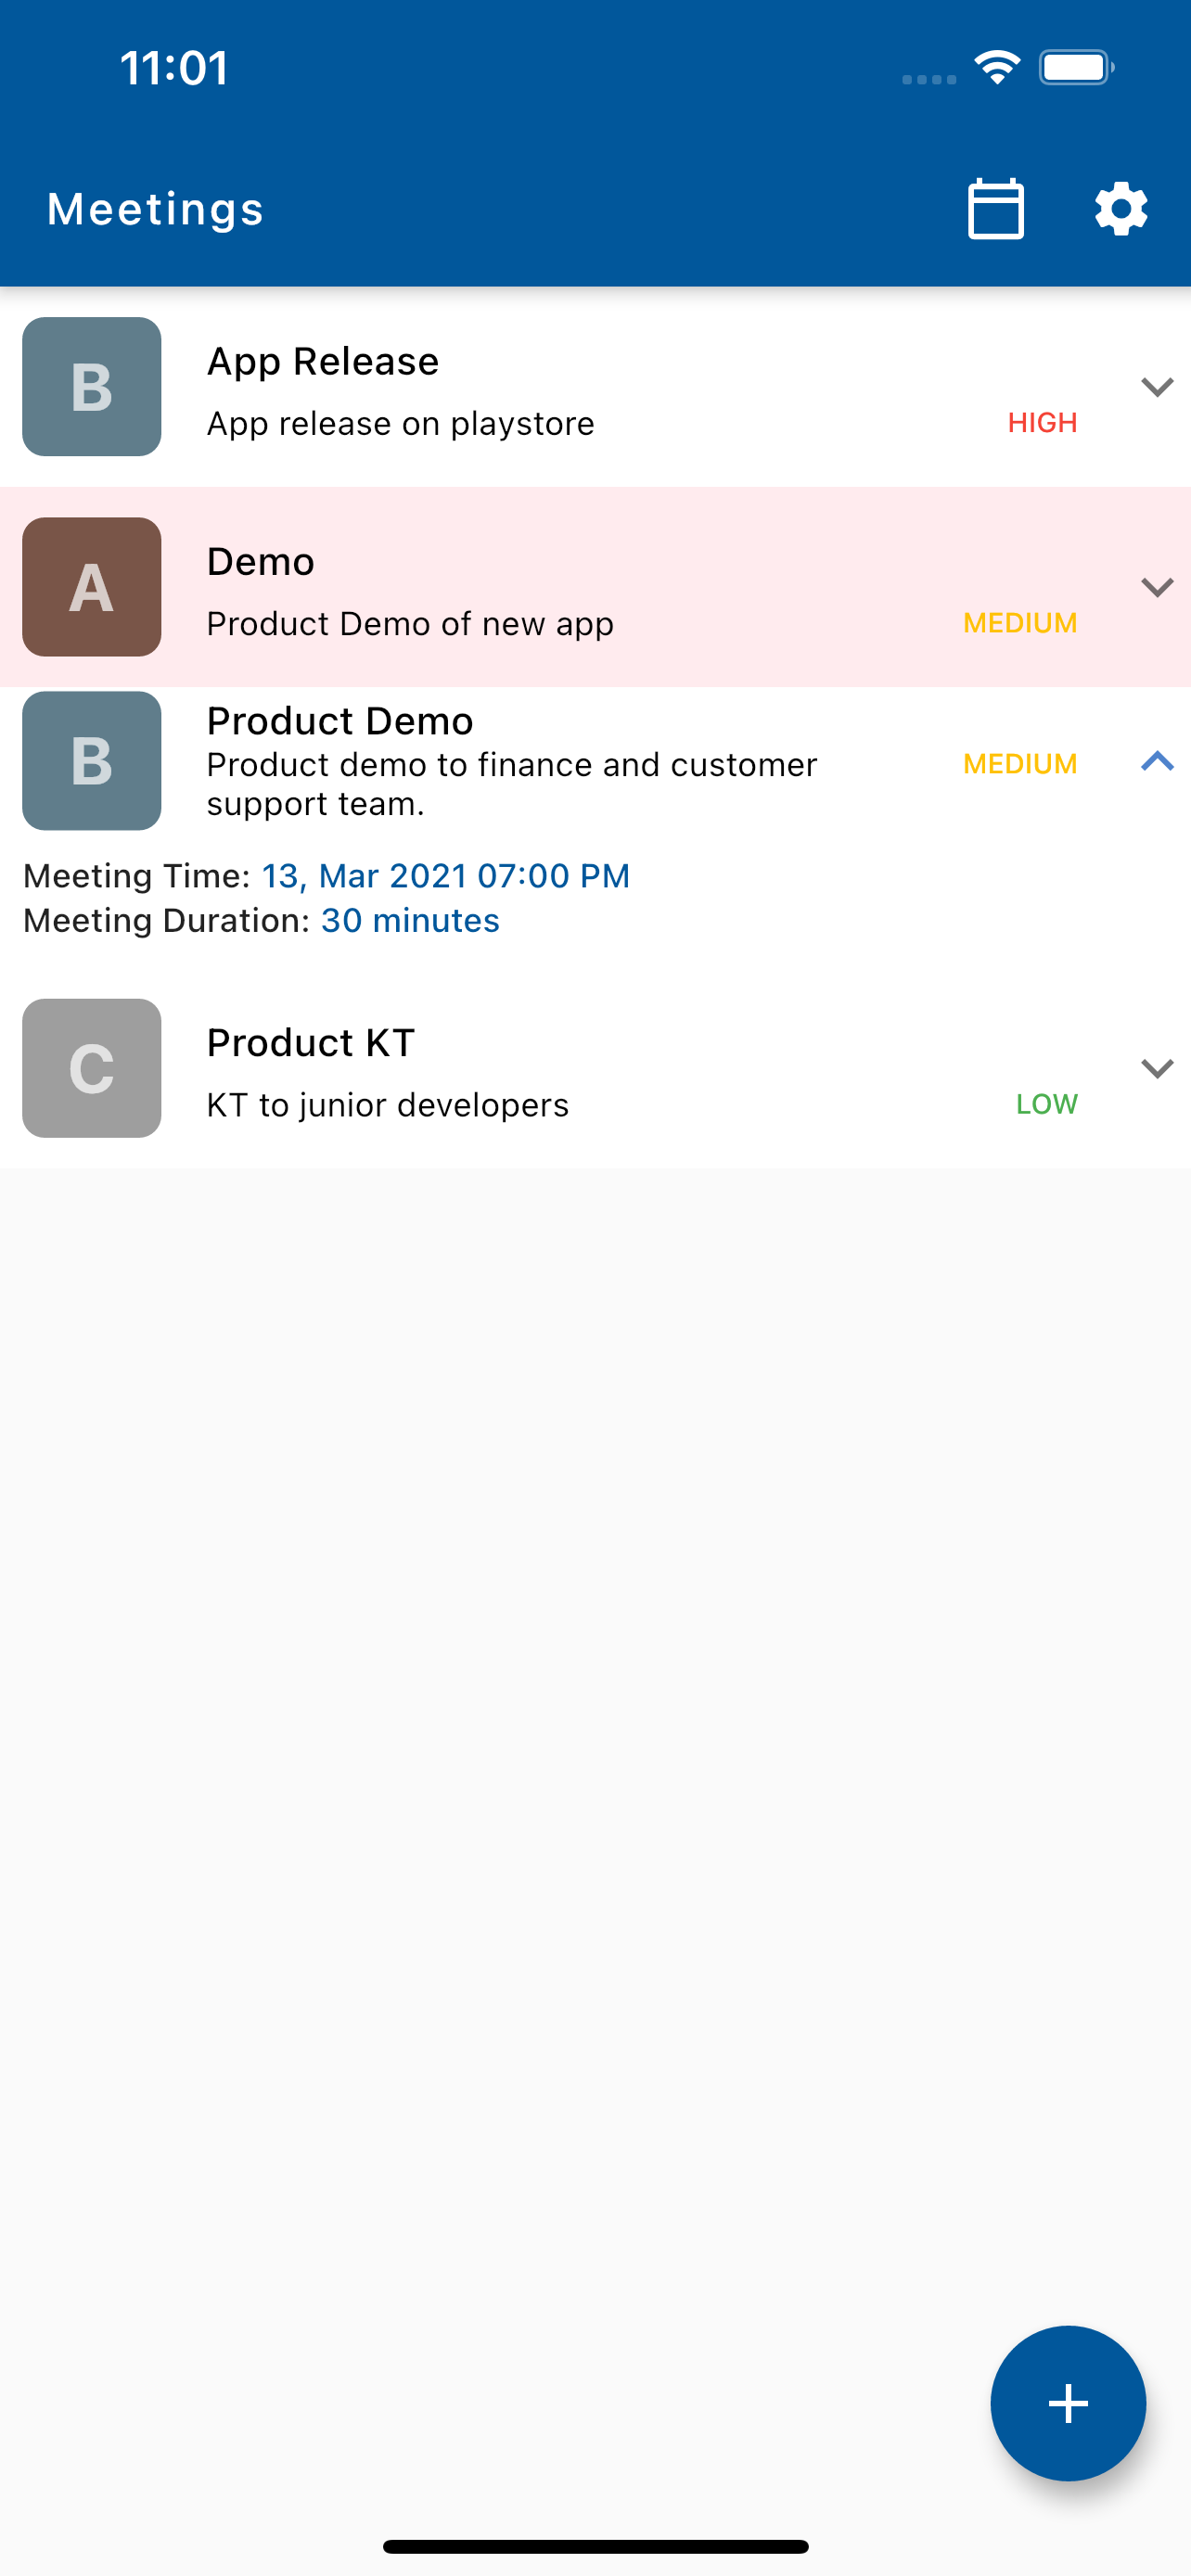 11:01
Meetings
B
App Release
App release on playstore
HIGH
A
Demo
Product Demo of new app
MEDIUM
B
Product Demo
Product demo to finance and customer
support team.
MEDIUM
Meeting Time: 13, Mar 2021 07:00 PM
Meeting Duration: 30 minutes
C
Product KT
KT to junior developers
LOW